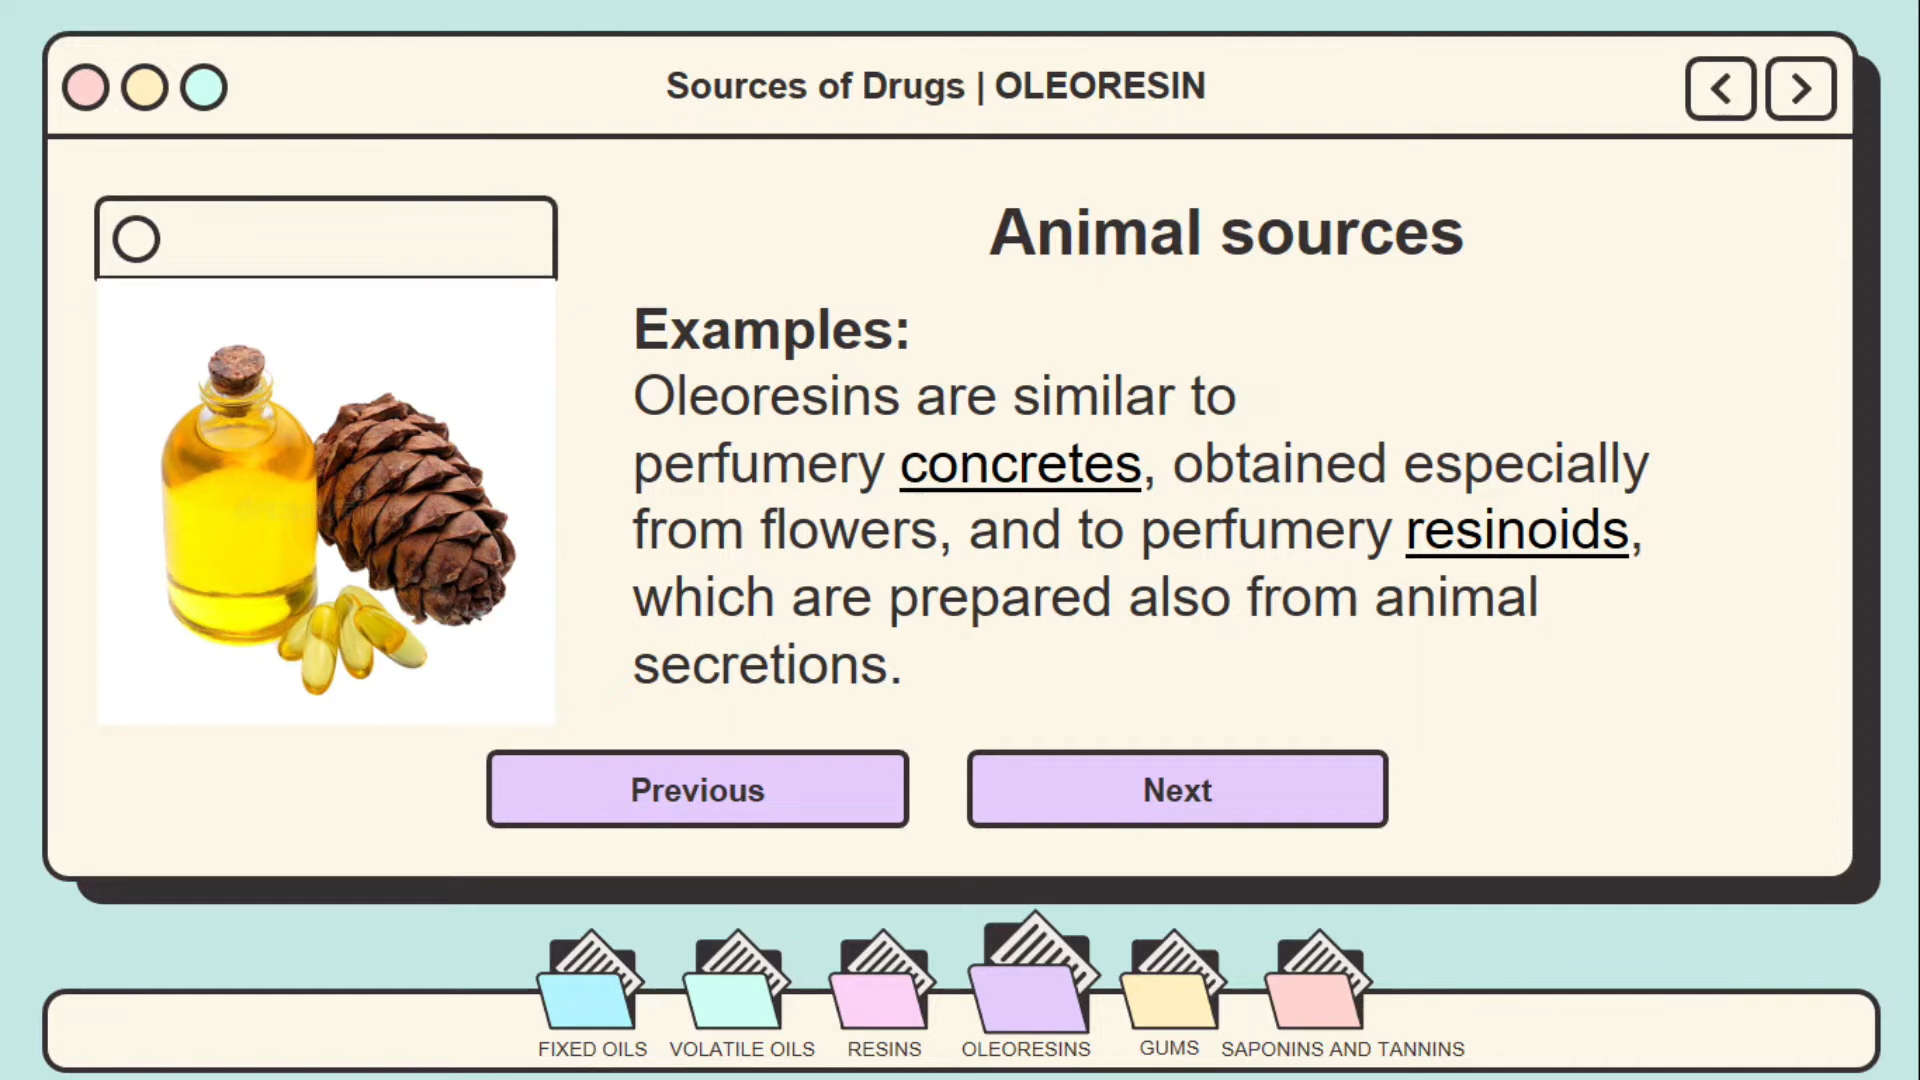 Sources of Drugs | OLEORESIN
Animal sources
Examples:
Oleoresins are similar to
perfumery concretes, obtained especially
from flowers, and to perfumery resinoids,
which are prepared also from animal
secretions.
Previous
Next
FIXED OILS
VOLATILE OILS
RESINS
OLEORESINS
GUMS
SAPONINS AND TANNINS